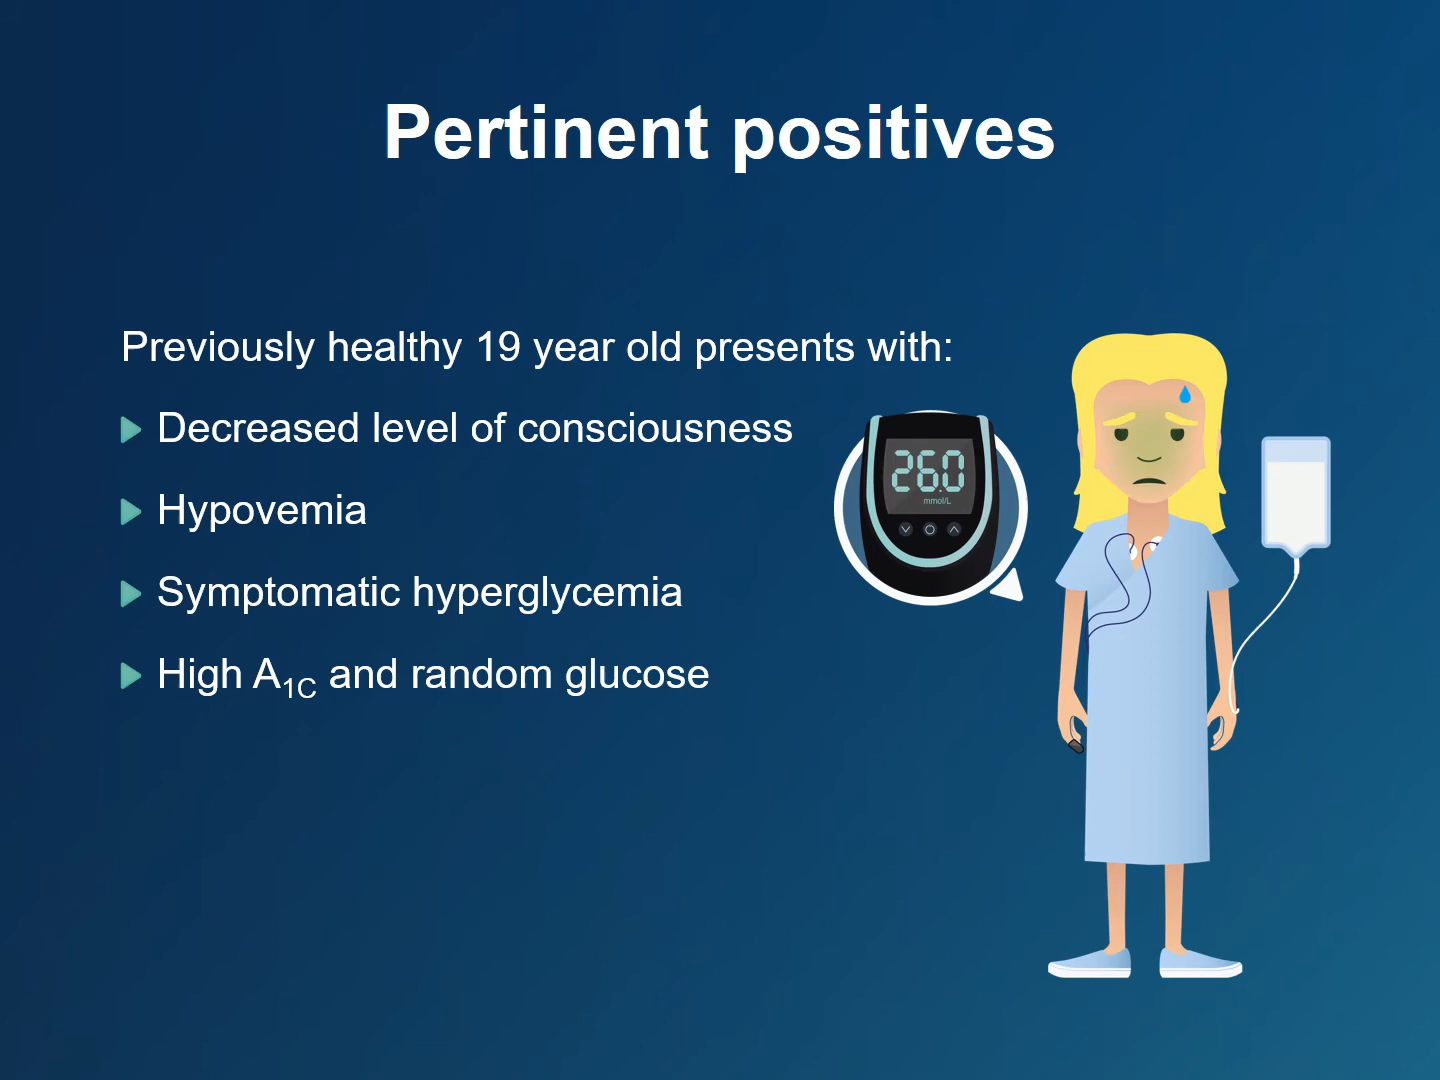 Pertinent positives
Previously healthy 19 year old presents with:
Decreased level of consciousness
Hypovemia
Symptomatic hyperglycemia
High A1C and random glucose
26.0
mmol/L